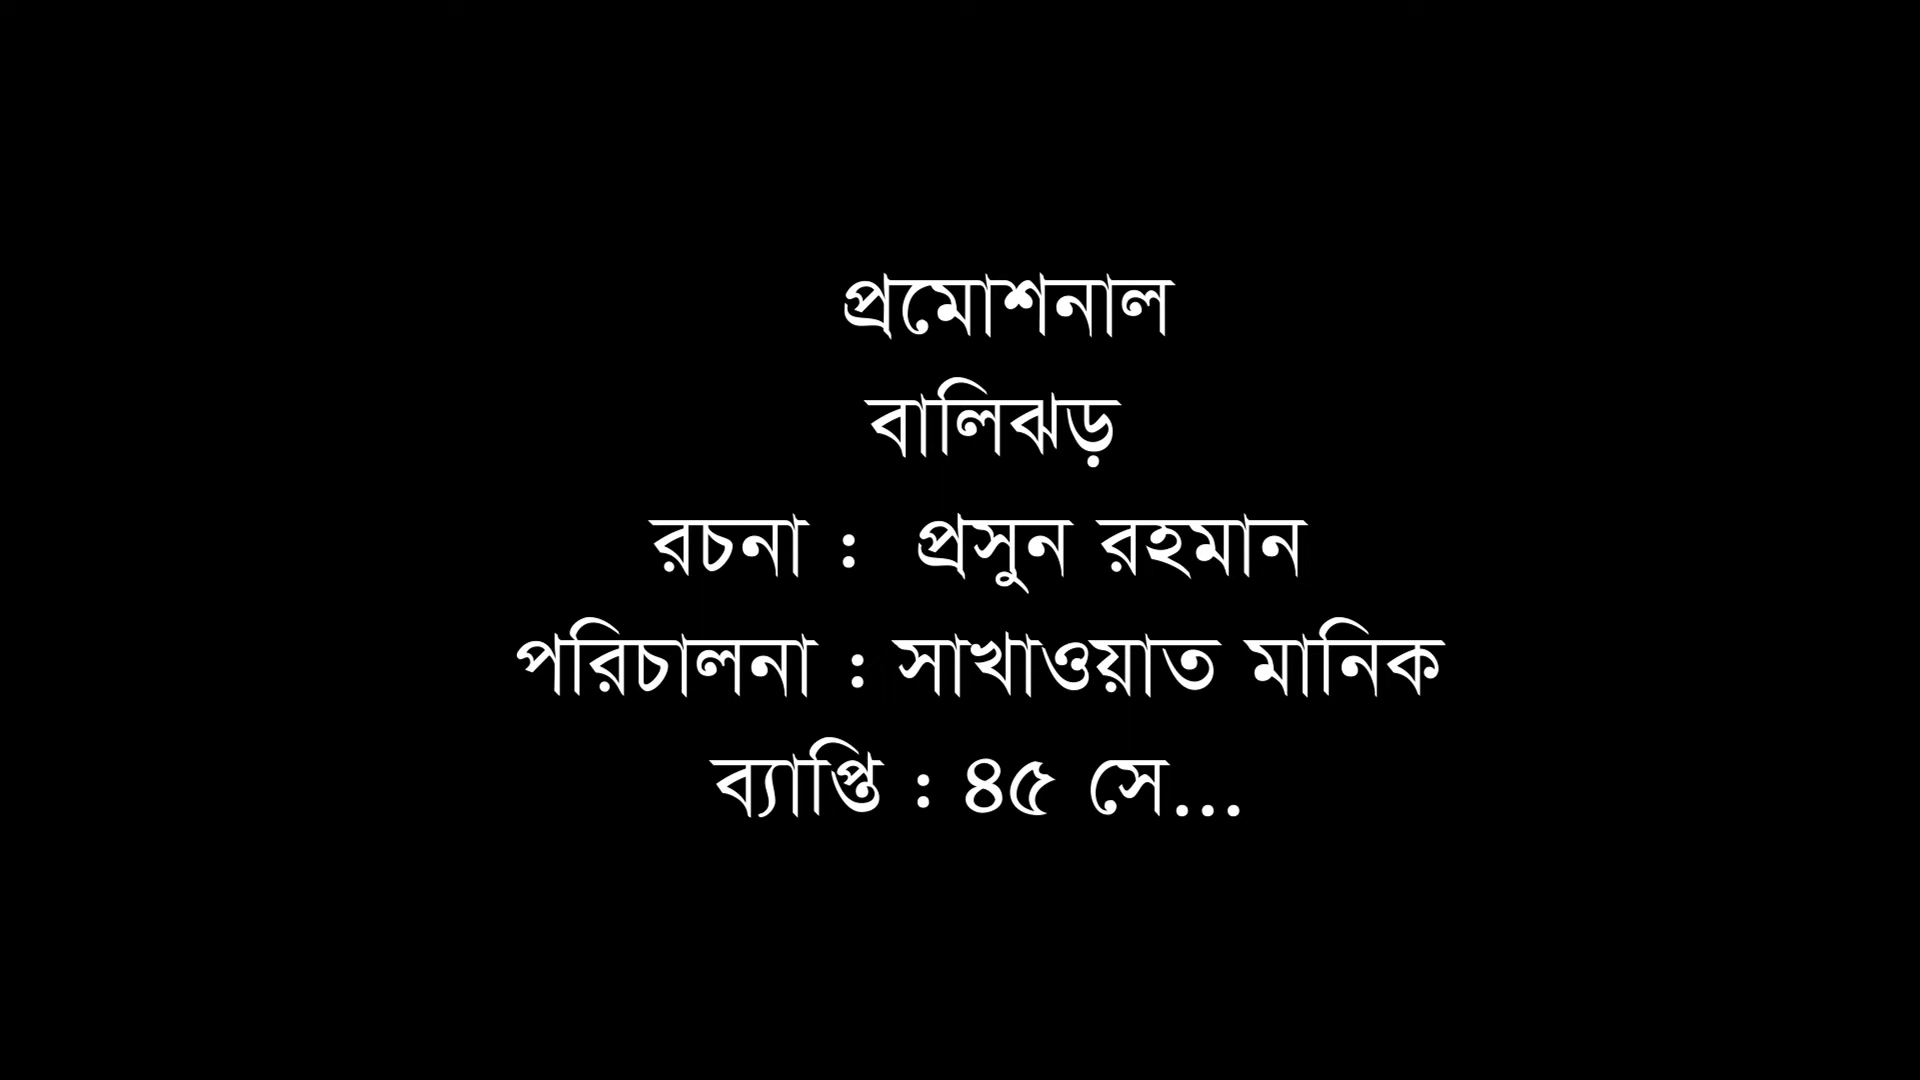 প্রমোশনাল
বালিঝড়
রচনা : প্রসুন রহমান
পরিচালনা : সাখাওয়াত মানিক
ব্যাপ্তি : ৪৫ সে...